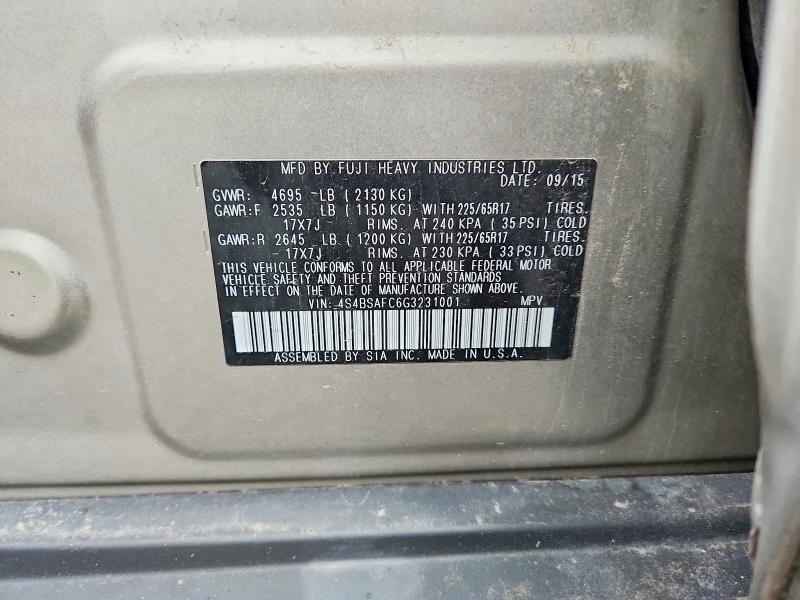 MFD BY FUJI HEAVY INDUSTRIES LTD.
DATE: 09/15
GVWR: 4695 LB ( 2130 KG)
GAWR:F 2535 LB ( 1150 KG) WITH 225/65R17 TIRES.
17X7J RIMS. AT 240 KPA ( 35 PSI) COLD
GAWR:R 2645 LB ( 1200 KG) WITH 225/65R17 TIRES.
17X7J RIMS. AT 230 KPA ( 33 PSI) COLD
THIS VEHICLE CONFORMS TO ALL APPLICABLE FEDERAL MOTOR
VEHICLE SAFETY AND THEFT PREVENTION STANDARDS
IN EFFECT ON THE DATE OF MANUFACTURE SHOWN ABOVE.
VIN: 4S4BSAFC6G3231001 MPV
ASSEMBLED BY SIA INC. MADE IN U.S.A.